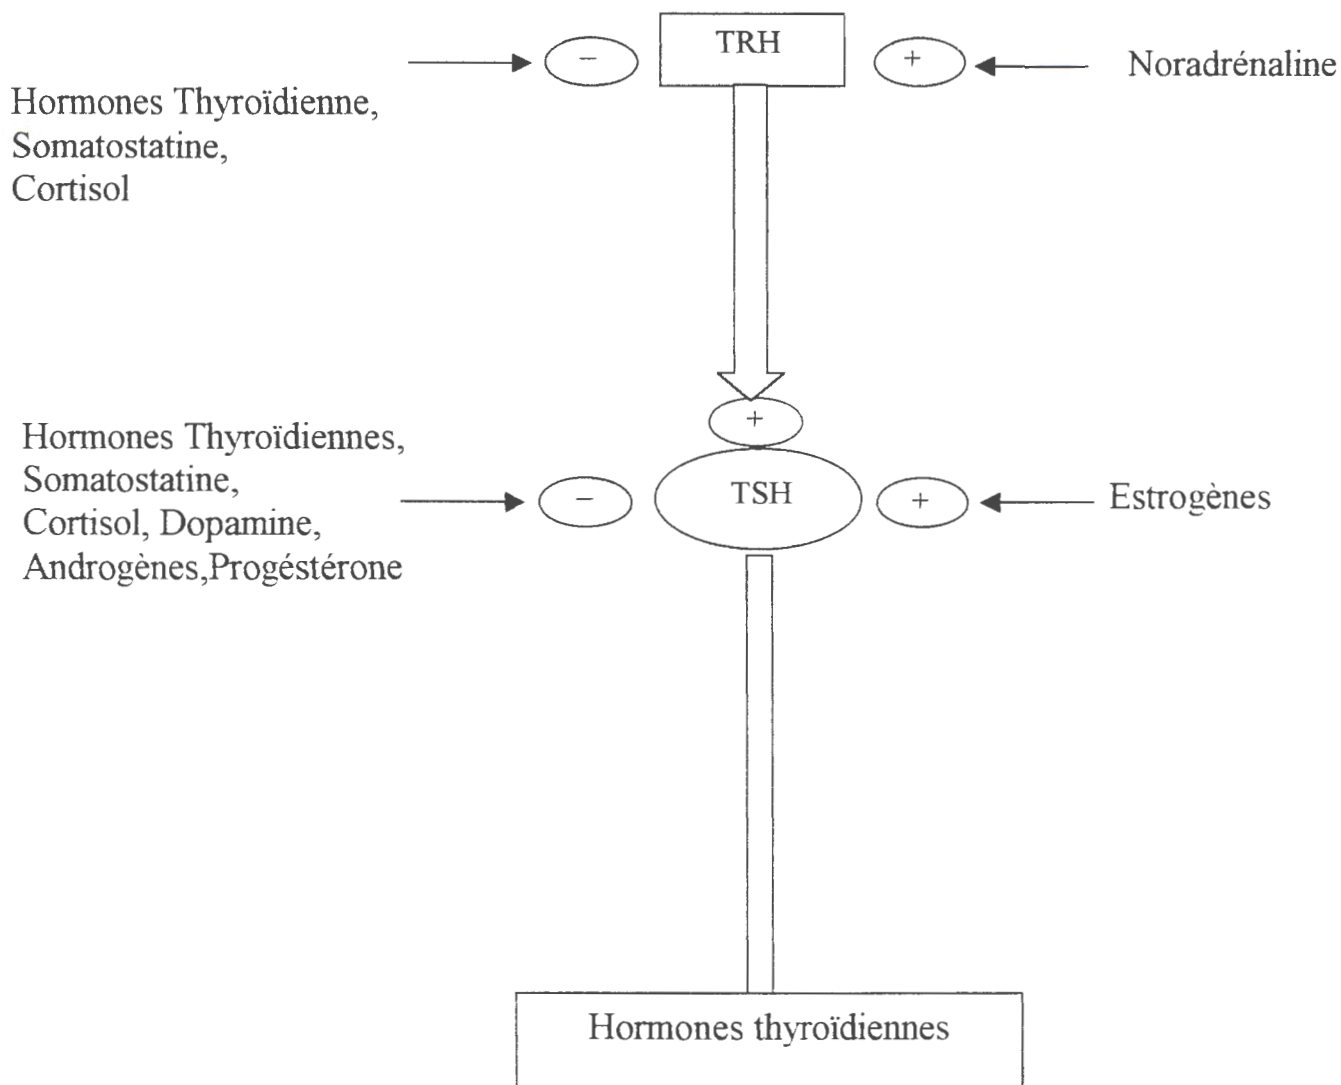 TRH
−
+
Noradrénaline
Hormones Thyroïdienne,
Somatostatine,
Cortisol
+
Hormones Thyroïdiennes,
Somatostatine,
Cortisol, Dopamine,
Androgènes,Progéstérone
−
TSH
+
Estrogènes
Hormones thyroïdiennes